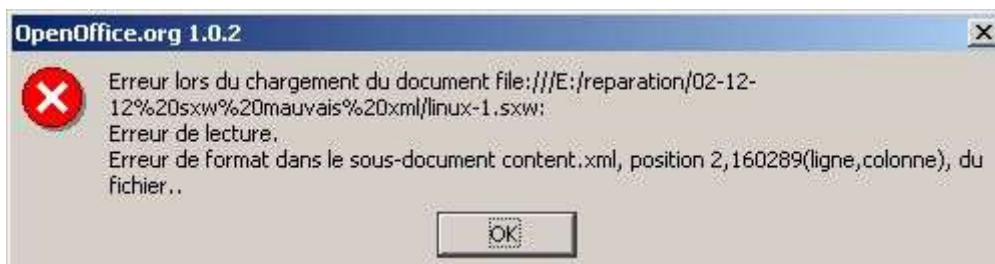 OpenOffice.org 1.0.2
Erreur lors du chargement du document file:///E:/reparation/02-12-
12%20sxw%20mauvais%20xml/linux-1.sxw:
Erreur de lecture.
Erreur de format dans le sous-document content.xml, position 2,160289(ligne,colonne), du
fichier..
OK